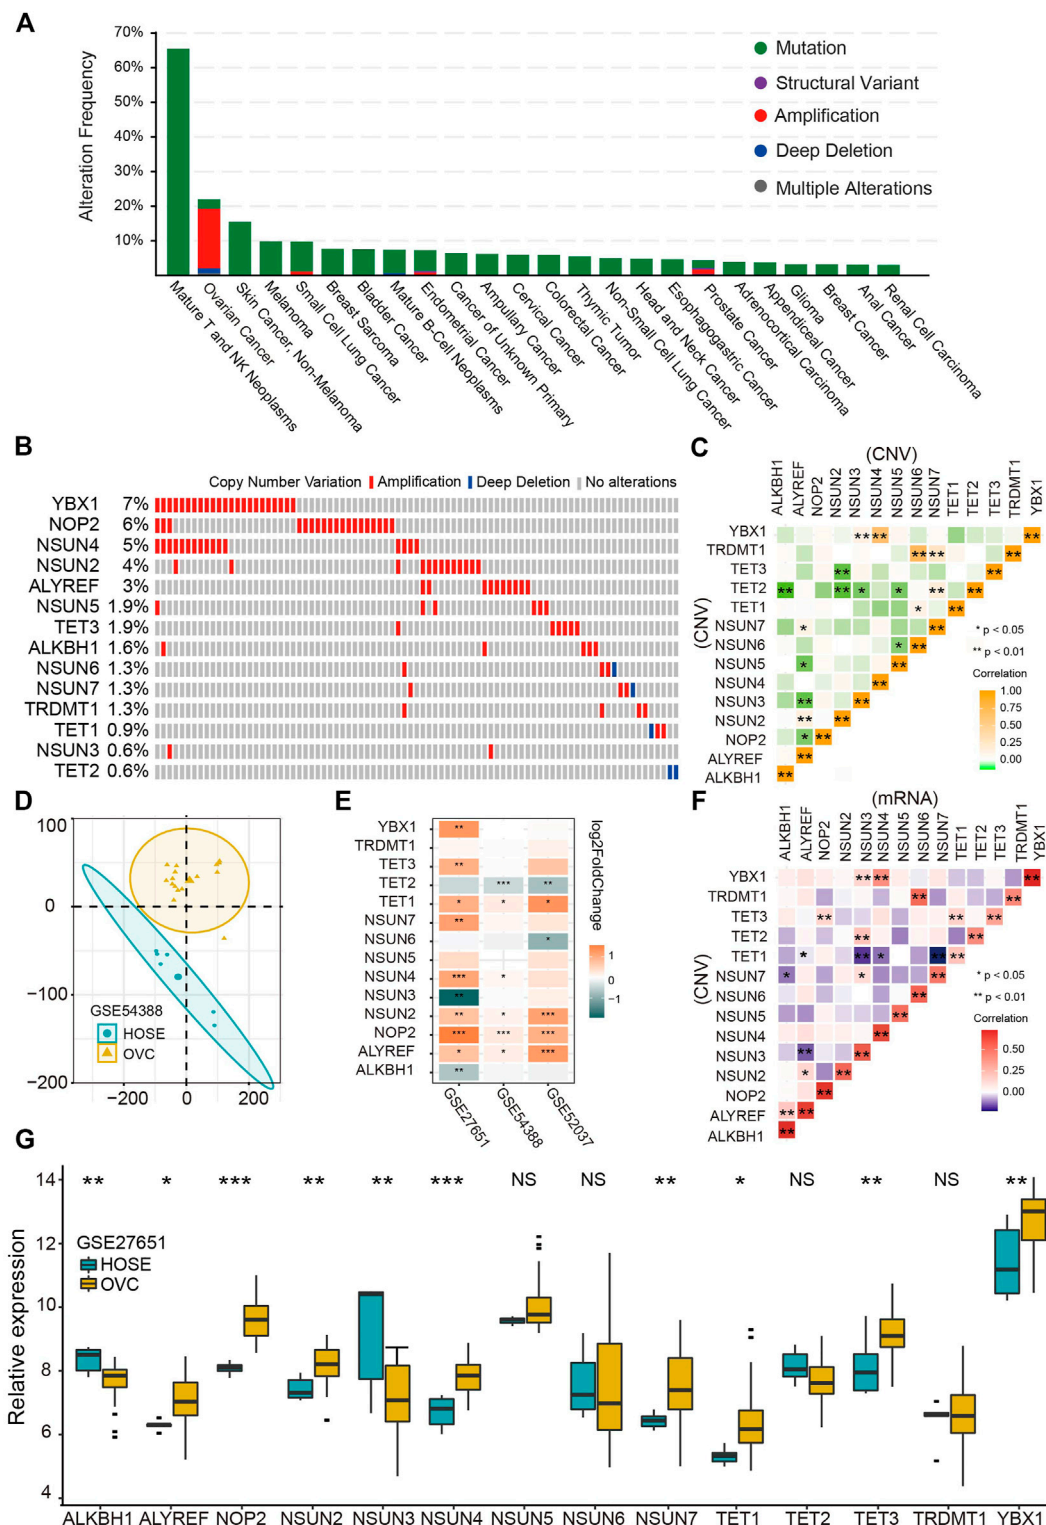 A
70%
60%
50%
40%
30%
20%
10%
Alteration Frequency
Mutation
Structural Variant
Amplification
Deep Deletion
Multiple Alterations
Mature T and NK Neoplasms
Ovarian Cancer
Skin Cancer, Non-Melanoma
Melanoma
Small Cell Lung Cancer
Breast Sarcoma
Bladder Cancer
Mature B-Cell Neoplasms
Endometrial Cancer
Cancer of Unknown Primary
Ampullary Cancer
Cervical Cancer
Colorectal Cancer
Thymic Tumor
Non-Small Cell Lung Cancer
Head and Neck Cancer
Esophagogastric Cancer
Prostate Cancer
Adrenocortical Carcinoma
Appendiceal Cancer
Glioma
Breast Cancer
Anal Cancer
Renal Cell Carcinoma
B
Copy Number Variation Amplification Deep Deletion No alterations
YBX1 7%
NOP2 6%
NSUN4 5%
NSUN2 4%
ALYREF 3%
NSUN5 1.9%
TET3 1.9%
ALKBH1 1.6%
NSUN6 1.3%
NSUN7 1.3%
TRDMT1 1.3%
TET1 0.9%
NSUN3 0.6%
TET2 0.6%
C
(CNV)
ALKBH1 ALYREF NOP2 NSUN2 NSUN3 NSUN4 NSUN5 NSUN6 NSUN7 TET1 TET2 TET3 TRDMT1 YBX1
(CNV)
YBX1 ** ** **
TRDMT1 ** ** **
TET3 ** **
TET2 ** ** * * ** **
TET1 * **
NSUN7 * **
NSUN6 * **
NSUN5 * **
NSUN4 **
NSUN3 ** **
NSUN2 ** **
NOP2 * **
ALYREF **
ALKBH1 **
* p < 0.05
** p < 0.01
Correlation
1.00
0.75
0.50
0.25
0.00
D
100
0
−100
−200
−200 0 200
GSE54388
HOSE
OVC
E
YBX1 **
TRDMT1
TET3 **
TET2 *** **
TET1 * * *
NSUN7 **
NSUN6 *
NSUN5
NSUN4 *** *
NSUN3 **
NSUN2 ** * ***
NOP2 *** *** ***
ALYREF * * ***
ALKBH1 **
GSE27651
GSE54388
GSE52037
log2FoldChange
1
0
−1
F
(mRNA)
ALKBH1 ALYREF NOP2 NSUN2 NSUN3 NSUN4 NSUN5 NSUN6 NSUN7 TET1 TET2 TET3 TRDMT1 YBX1
(CNV)
YBX1 ** ** **
TRDMT1 ** **
TET3 ** ** **
TET2 ** **
TET1 * ** * ** **
NSUN7 * * **
NSUN6 **
NSUN5 **
NSUN4 **
NSUN3 ** **
NSUN2 * **
NOP2 **
ALYREF ** **
ALKBH1 **
* p < 0.05
** p < 0.01
Correlation
0.50
0.25
0.00
G
14
12
10
8
6
4
Relative expression
** * *** ** ** *** NS NS ** * NS ** NS **
GSE27651
HOSE
OVC
ALKBH1 ALYREF NOP2 NSUN2 NSUN3 NSUN4 NSUN5 NSUN6 NSUN7 TET1 TET2 TET3 TRDMT1 YBX1